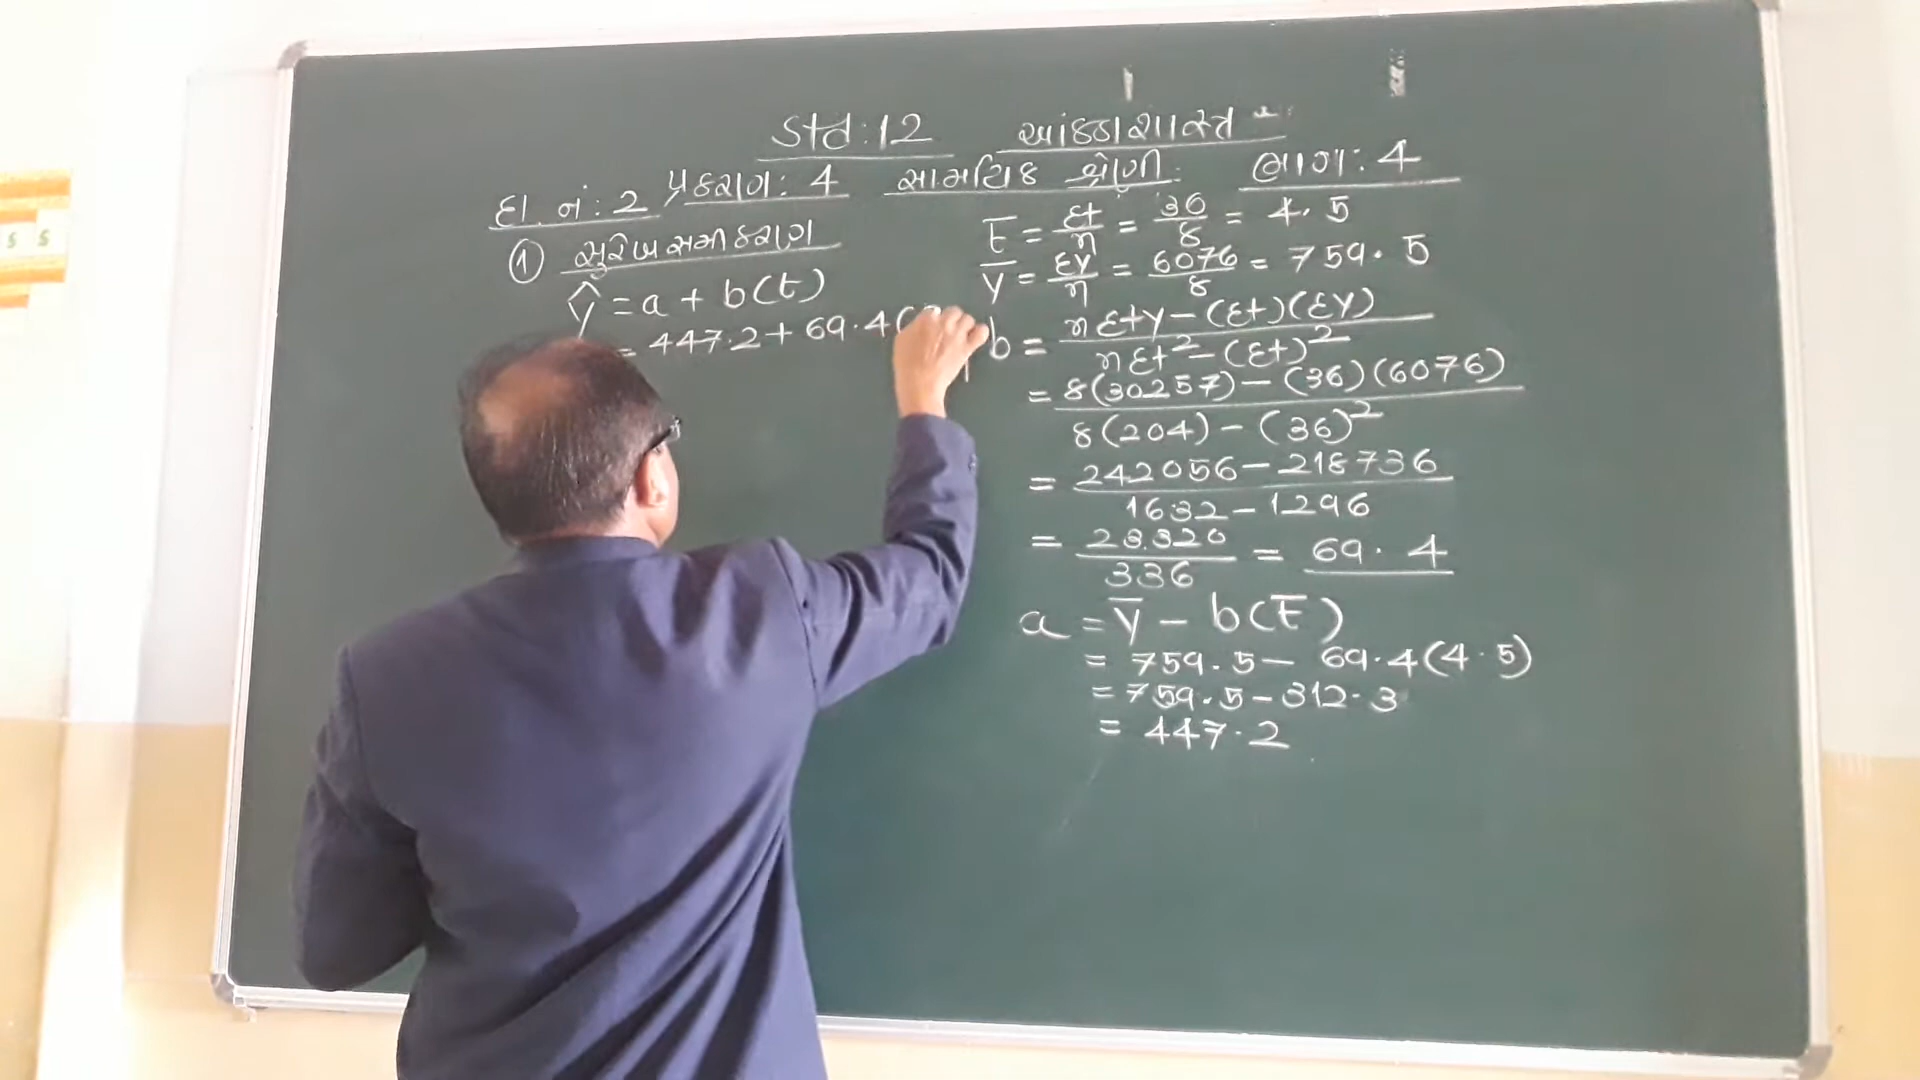 Std:12 આંકડાશાસ્ત્ર
પ્રકરણ: 4 સામયિક શ્રેણી. ભાગ: 4
દા. નં: 2
① સુરેખ સમીકરણ
ŷ = a + b(t)
= 447.2 + 69.4(
t̄ = Σt/n = 36/8 = 4.5
ȳ = Σy/n = 6076/8 = 759.5
b = nΣty - (Σt)(Σy) / nΣt² - (Σt)²
= 8(30257) - (36)(6076) / 8(204) - (36)²
= 242056 - 218736 / 1632 - 1296
= 23320 / 336 = 69.4
a = ȳ - b(t̄)
= 759.5 - 69.4(4.5)
= 759.5 - 312.3
= 447.2